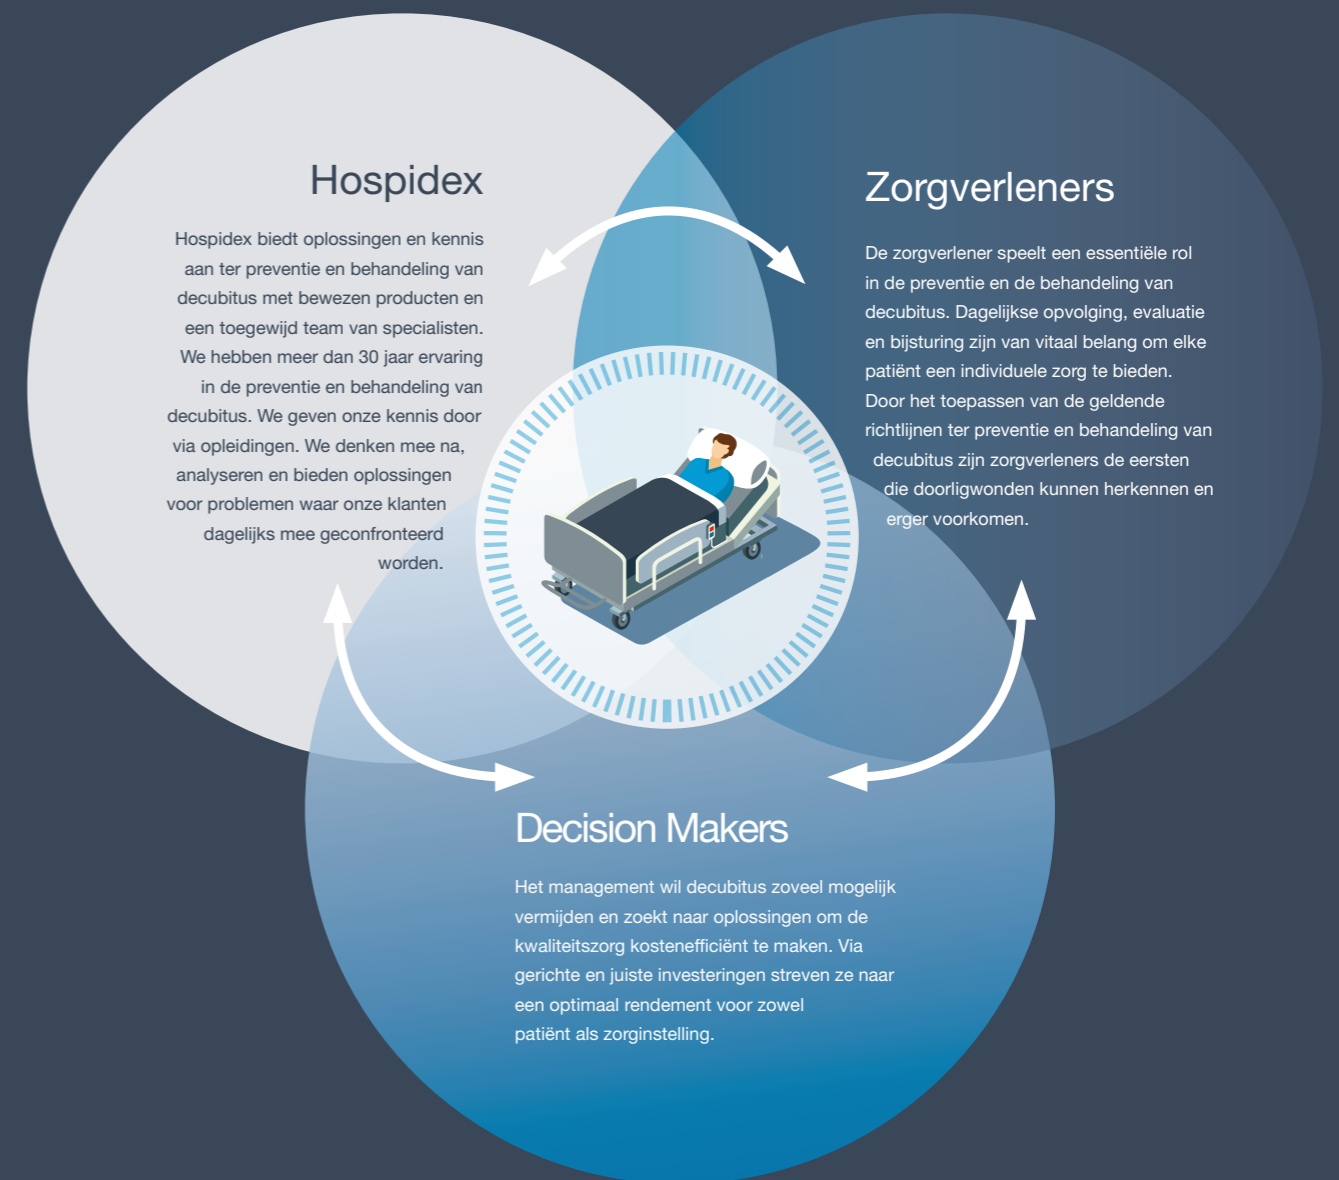 Hospidex
Hospidex biedt oplossingen en kennis
aan ter preventie en behandeling van
decubitus met bewezen producten en
een toegewijd team van specialisten.
We hebben meer dan 30 jaar ervaring
in de preventie en behandeling van
decubitus. We geven onze kennis door
via opleidingen. We denken mee na,
analyseren en bieden oplossingen
voor problemen waar onze klanten
dagelijks mee geconfronteerd
worden.
Zorgverleners
De zorgverlener speelt een essentiële rol
in de preventie en de behandeling van
decubitus. Dagelijkse opvolging, evaluatie
en bijsturing zijn van vitaal belang om elke
patiënt een individuele zorg te bieden.
Door het toepassen van de geldende
richtlijnen ter preventie en behandeling van
decubitus zijn zorgverleners de eersten
die doorligwonden kunnen herkennen en
erger voorkomen.
Decision Makers
Het management wil decubitus zoveel mogelijk
vermijden en zoekt naar oplossingen om de
kwaliteitszorg kostenefficiënt te maken. Via
gerichte en juiste investeringen streven ze naar
een optimaal rendement voor zowel
patiënt als zorginstelling.